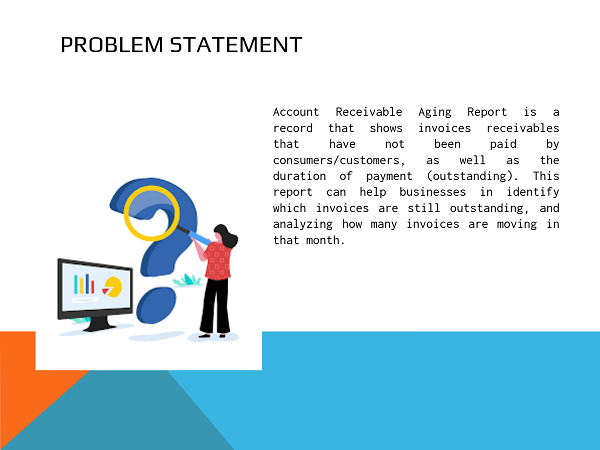 PROBLEM STATEMENT
Account Receivable Aging Report is a
record that shows invoices receivables
that have not been paid by
consumers/customers, as well as the
duration of payment (outstanding). This
report can help businesses in identify
which invoices are still outstanding, and
analyzing how many invoices are moving in
that month.